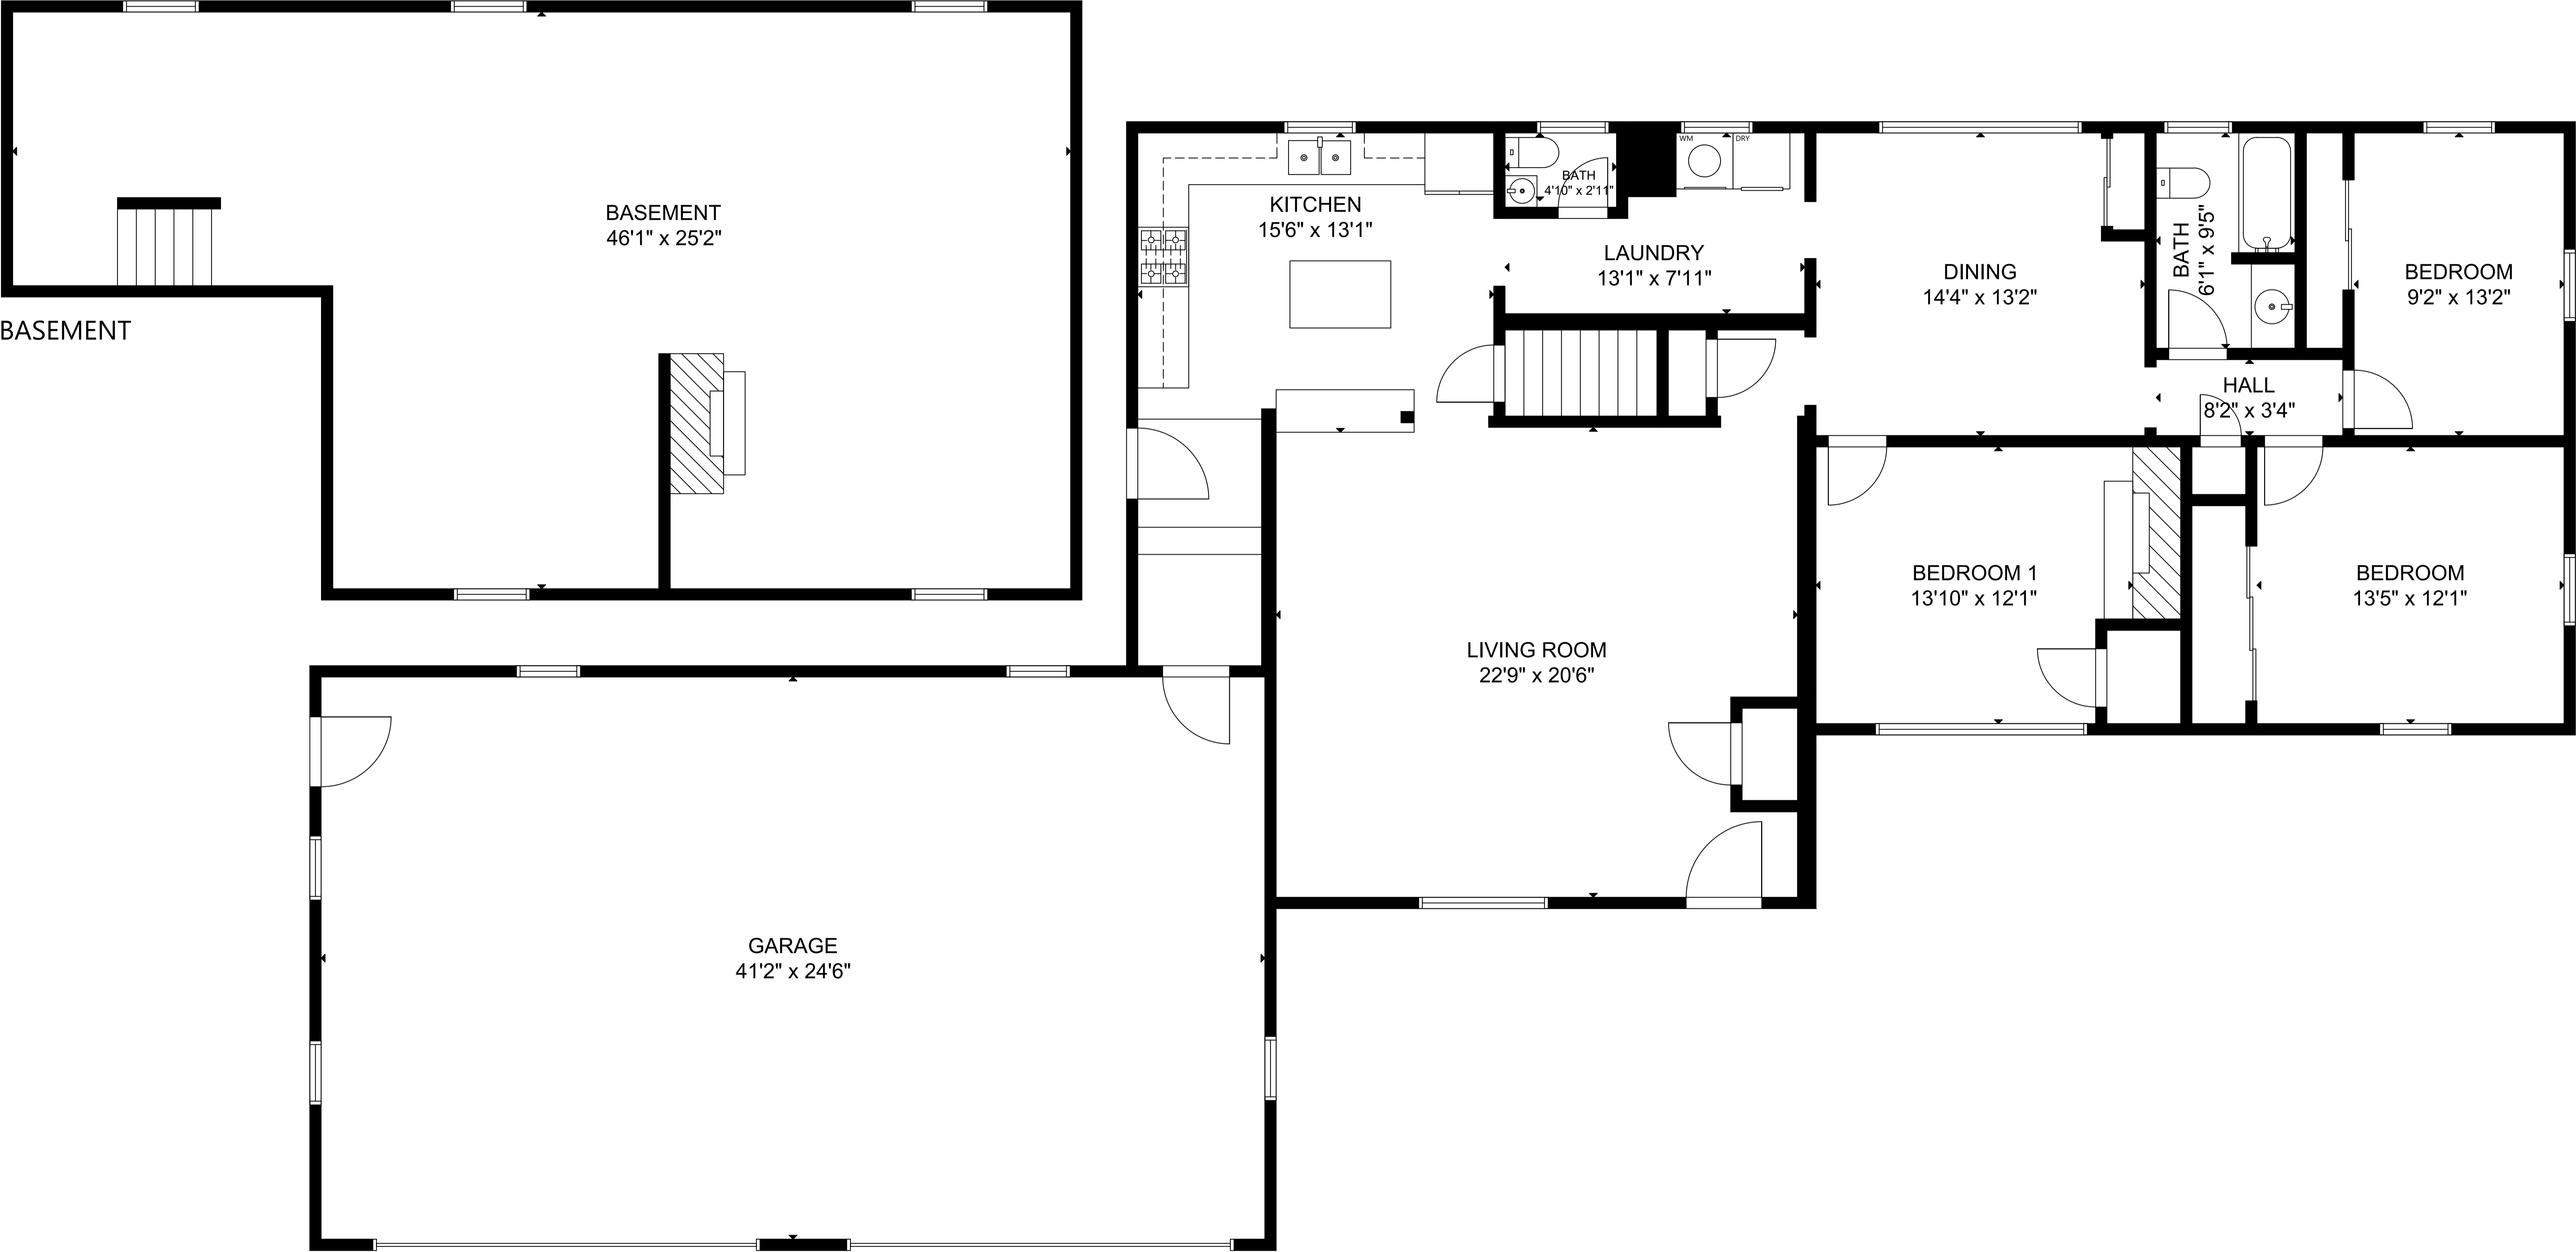 BASEMENT
46'1" x 25'2"
BASEMENT
KITCHEN
15'6" x 13'1"
BATH
4'10" x 2'11"
WM
DRY
LAUNDRY
13'1" x 7'11"
DINING
14'4" x 13'2"
BATH
6'1" x 9'5"
BEDROOM
9'2" x 13'2"
HALL
8'2" x 3'4"
BEDROOM 1
13'10" x 12'1"
BEDROOM
13'5" x 12'1"
LIVING ROOM
22'9" x 20'6"
GARAGE
41'2" x 24'6"